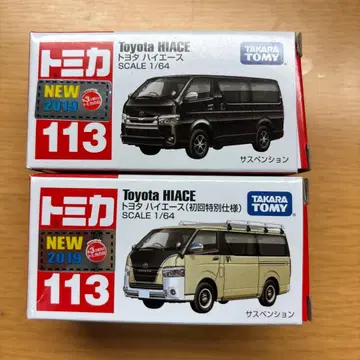 トミカ
Toyota HIACE
トヨタ ハイエース
SCALE 1/64
TAKARA
TOMY
NEW
2019
113
サスペンション
トミカ
Toyota HIACE
トヨタ ハイエース(初回特別仕様)
SCALE 1/64
TAKARA
TOMY
NEW
2019
113
サスペンション